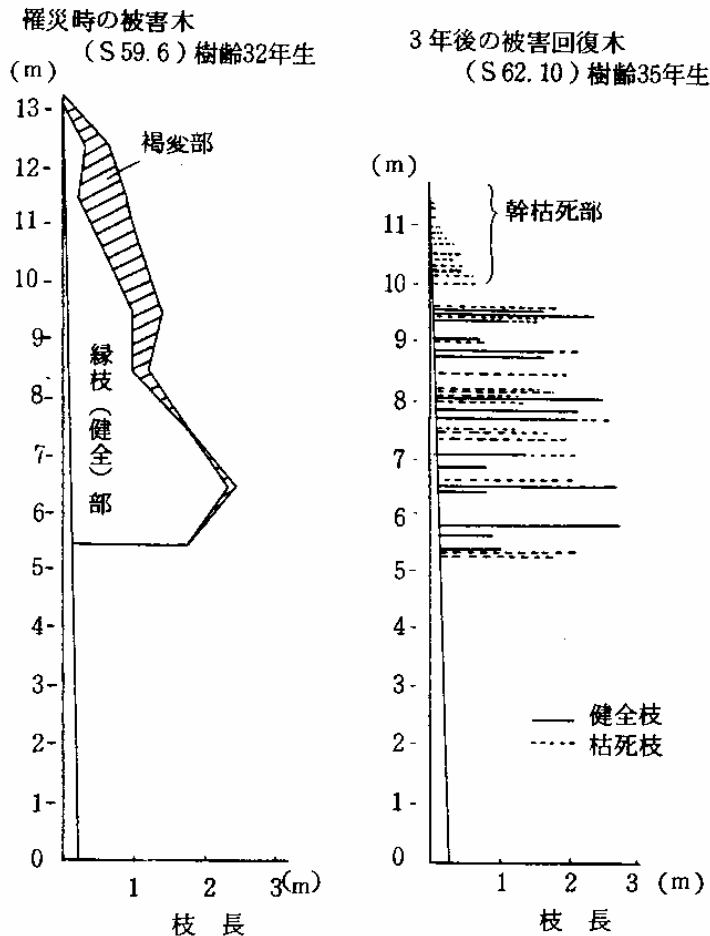 罹災時の被害木
(S59.6)樹齢32年生
(m)
13
12
11
10
9
8
7
6
5
4
3
2
1
0
褐変部
縁枝(健全)部
1
2
3(m)
枝長
3年後の被害回復木
(S62.10)樹齢35年生
(m)
11
10
9
8
7
6
5
4
3
2
1
0
幹枯死部
健全枝
枯死枝
1
2
3 (m)
枝長